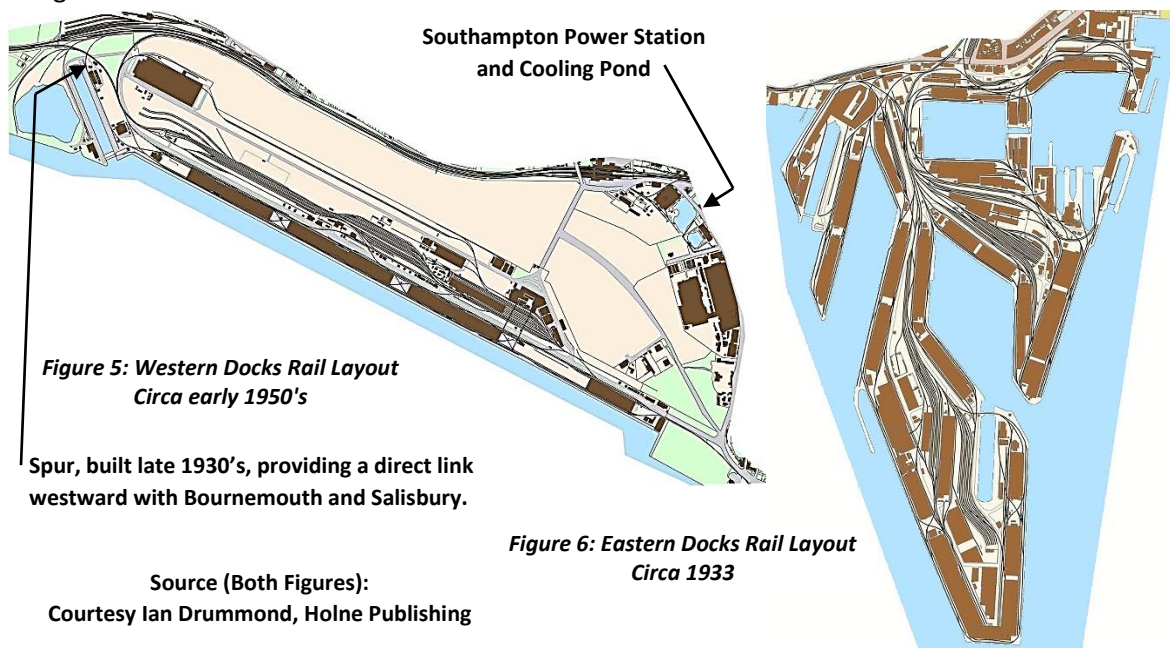 Southampton Power Station
and Cooling Pond
Figure 5: Western Docks Rail Layout
Circa early 1950's
Spur, built late 1930’s, providing a direct link
westward with Bournemouth and Salisbury.
Figure 6: Eastern Docks Rail Layout
Circa 1933
Source (Both Figures):
Courtesy Ian Drummond, Holne Publishing